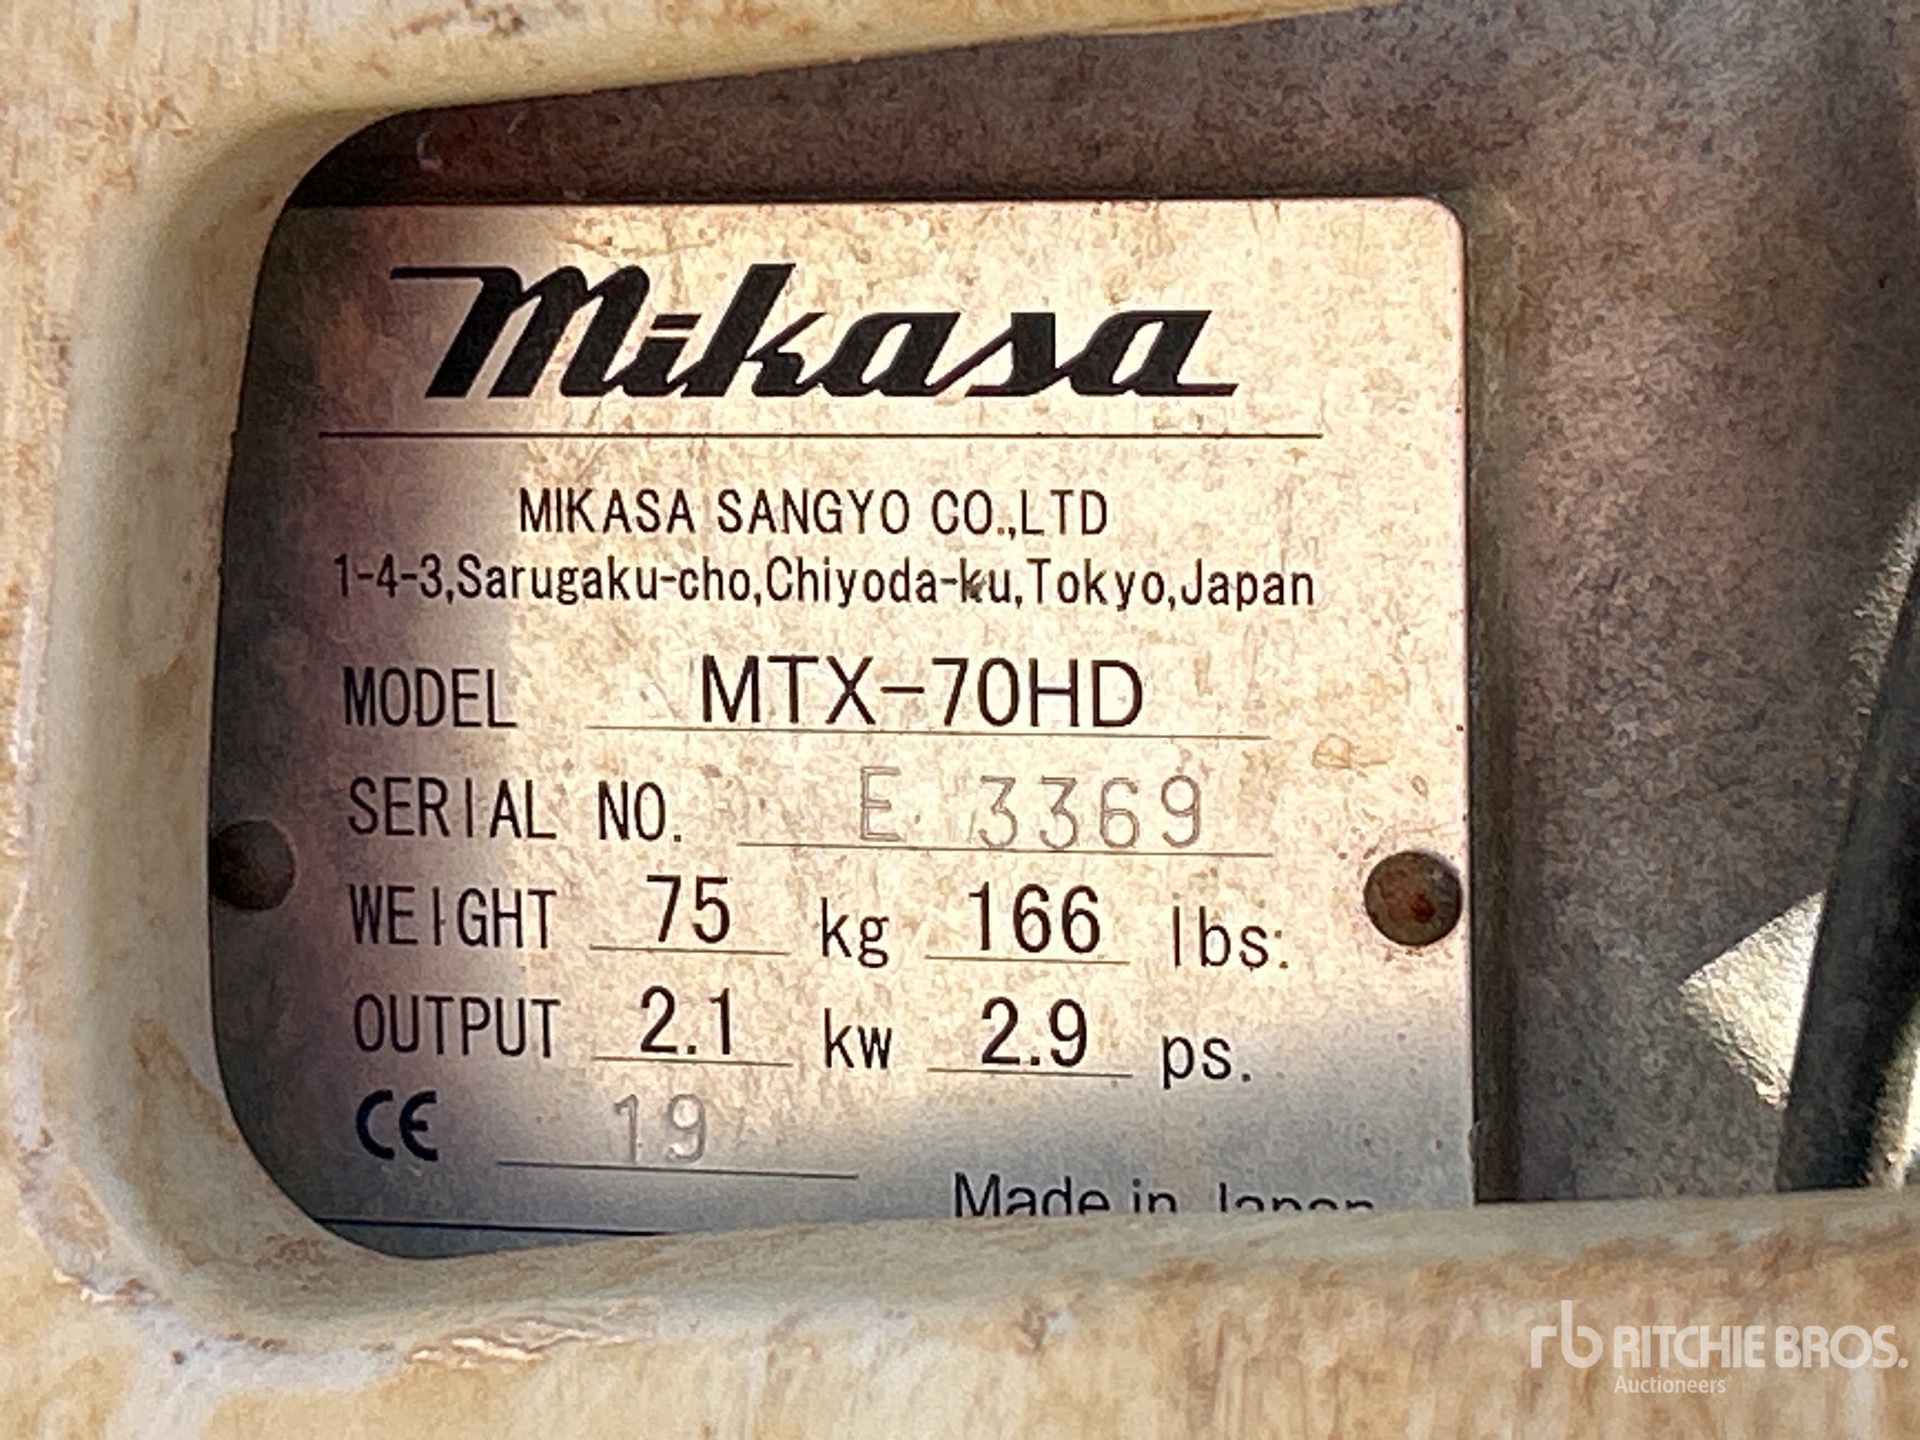 mikasa
MIKASA SANGYO CO.,LTD
1-4-3,Sarugaku-cho,Chiyoda-ku,Tokyo,Japan
MODEL MTX-70HD
SERIAL NO. E 3369
WEIGHT 75 kg 166 lbs.
OUTPUT 2.1 kw 2.9 ps.
CE 19
Made in Japan
rb RITCHIE BROS.
Auctioneers